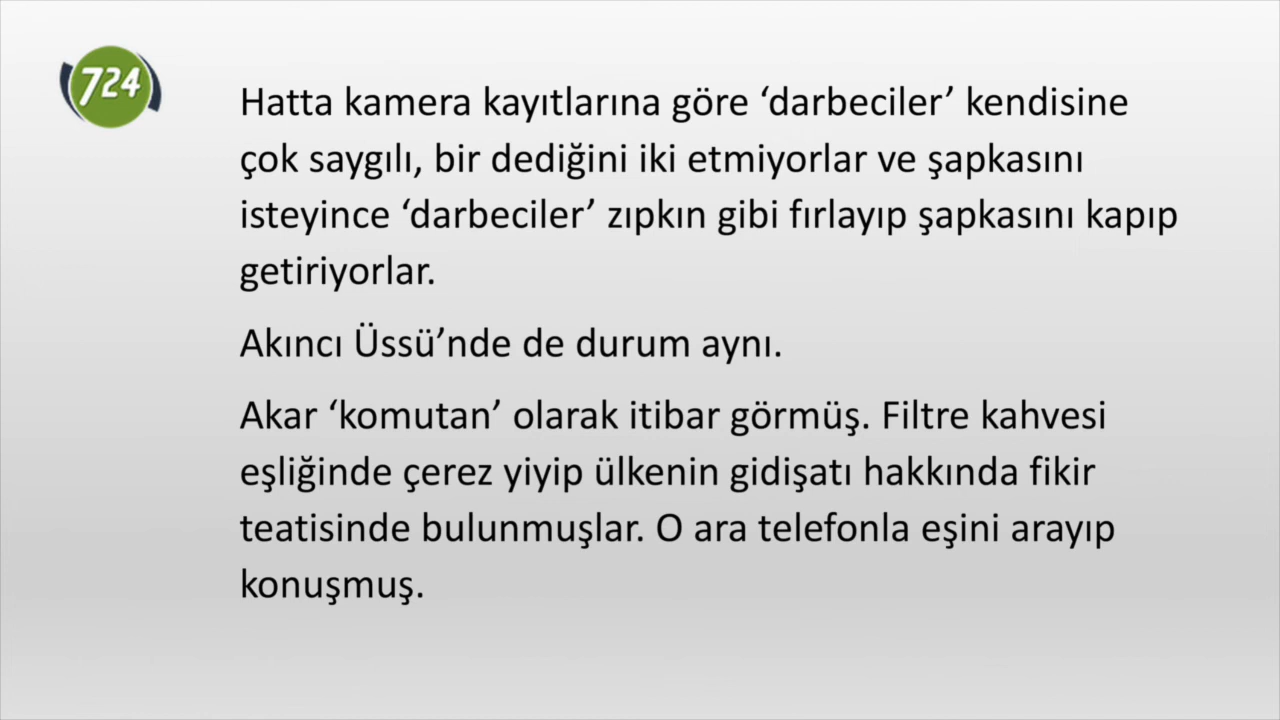 724
Hatta kamera kayıtlarına göre ‘darbeciler’ kendisine
çok saygılı, bir dediğini iki etmiyorlar ve şapkasını
isteyince ‘darbeciler’ zıpkın gibi fırlayıp şapkasını kapıp
getiriyorlar.
Akıncı Üssü’nde de durum aynı.
Akar ‘komutan’ olarak itibar görmüş. Filtre kahvesi
eşliğinde çerez yiyip ülkenin gidişatı hakkında fikir
teatisinde bulunmuşlar. O ara telefonla eşini arayıp
konuşmuş.